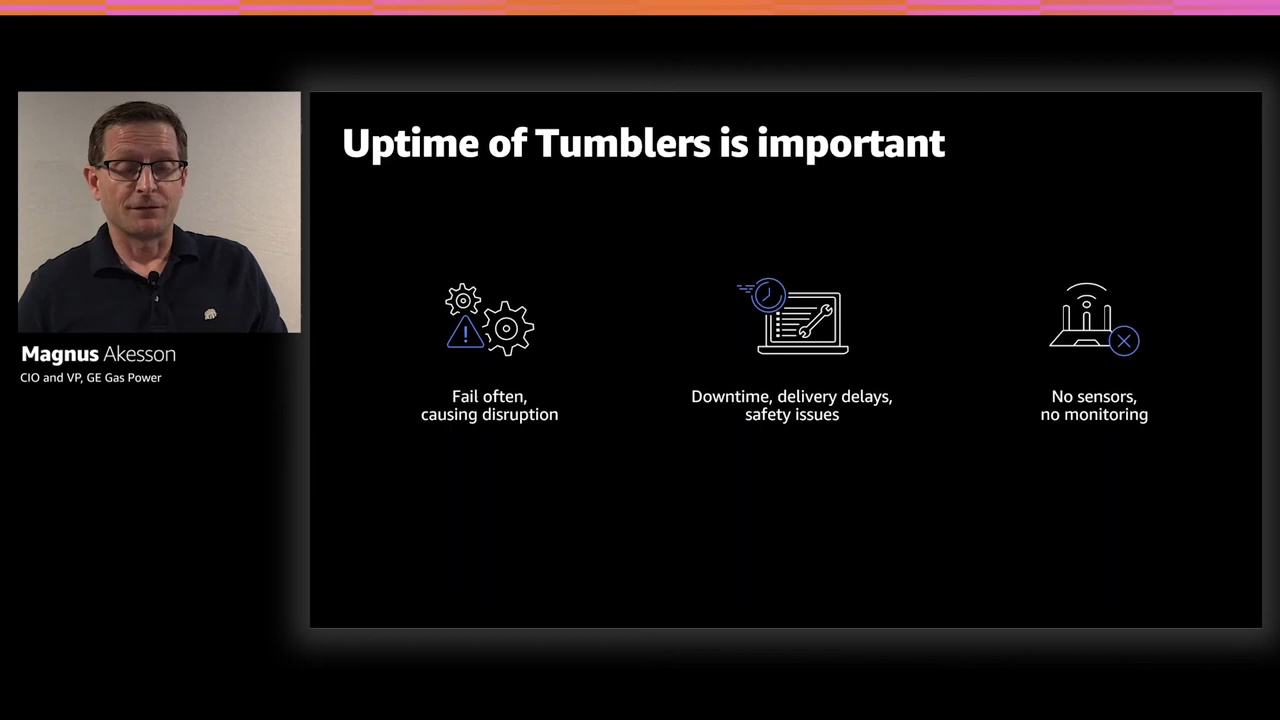 Uptime of Tumblers is important
Magnus Akesson
CIO and VP, GE Gas Power
Fail often,
causing disruption
Downtime, delivery delays,
safety issues
No sensors,
no monitoring